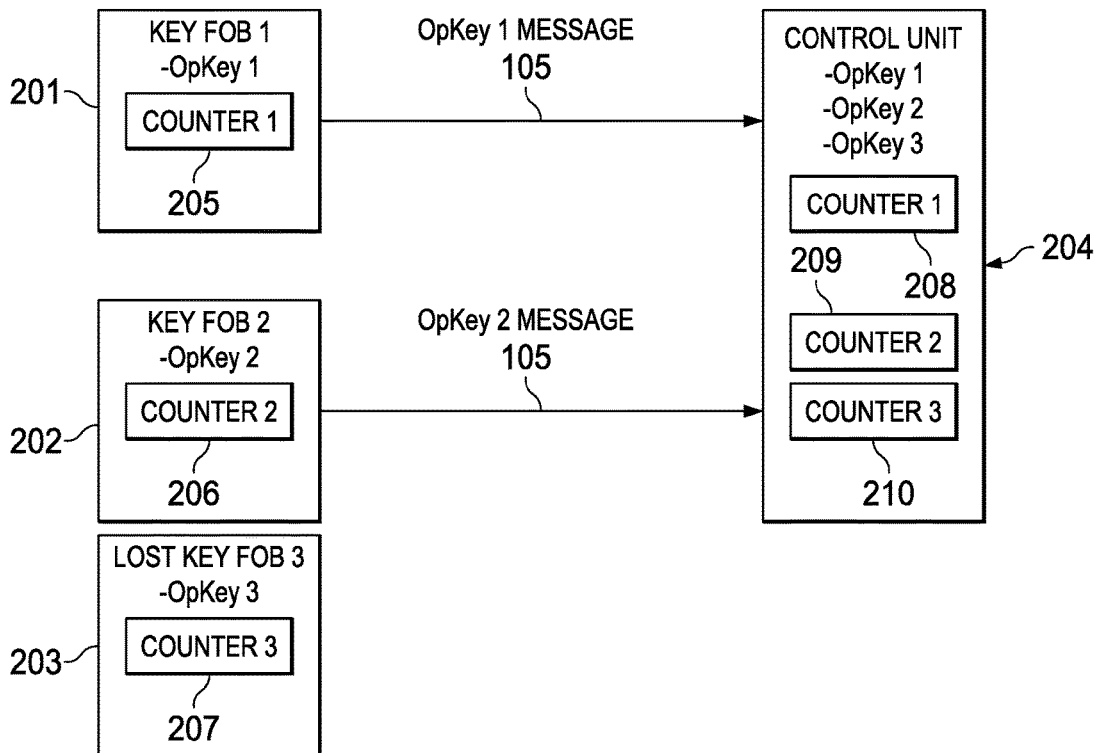 KEY FOB 1
-OpKey 1
COUNTER 1
205
201
OpKey 1 MESSAGE
105
CONTROL UNIT
-OpKey 1
-OpKey 2
-OpKey 3
COUNTER 1
208
209
COUNTER 2
COUNTER 3
210
204
KEY FOB 2
-OpKey 2
COUNTER 2
206
202
OpKey 2 MESSAGE
105
LOST KEY FOB 3
-OpKey 3
COUNTER 3
207
203